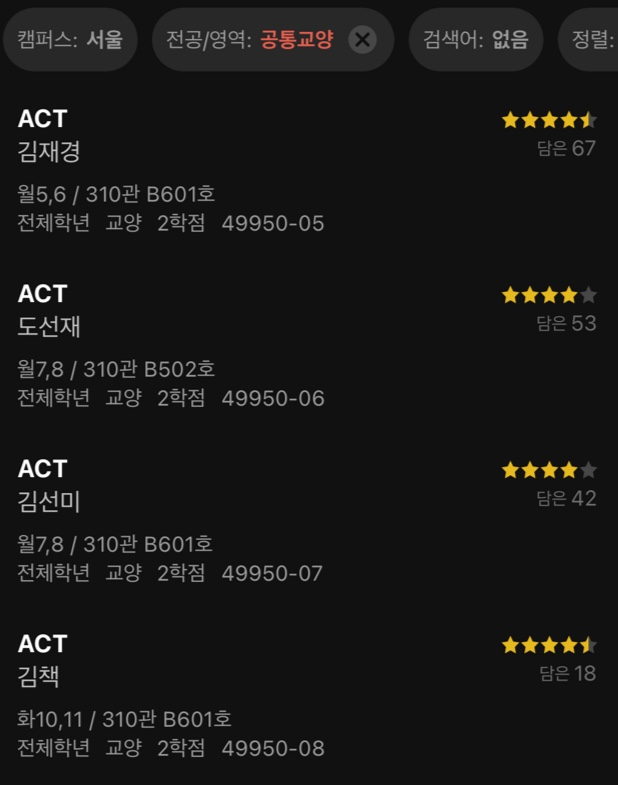 캠퍼스: 서울 전공/영역: 공통교양 검색어: 없음 정렬:
ACT
김재경
담은 67
월5,6 / 310관 B601호
전체학년 교양 2학점 49950-05
ACT
도선재
담은 53
월7,8 / 310관 B502호
전체학년 교양 2학점 49950-06
ACT
김선미
담은 42
월7,8 / 310관 B601호
전체학년 교양 2학점 49950-07
ACT
김책
담은 18
화10,11 / 310관 B601호
전체학년 교양 2학점 49950-08